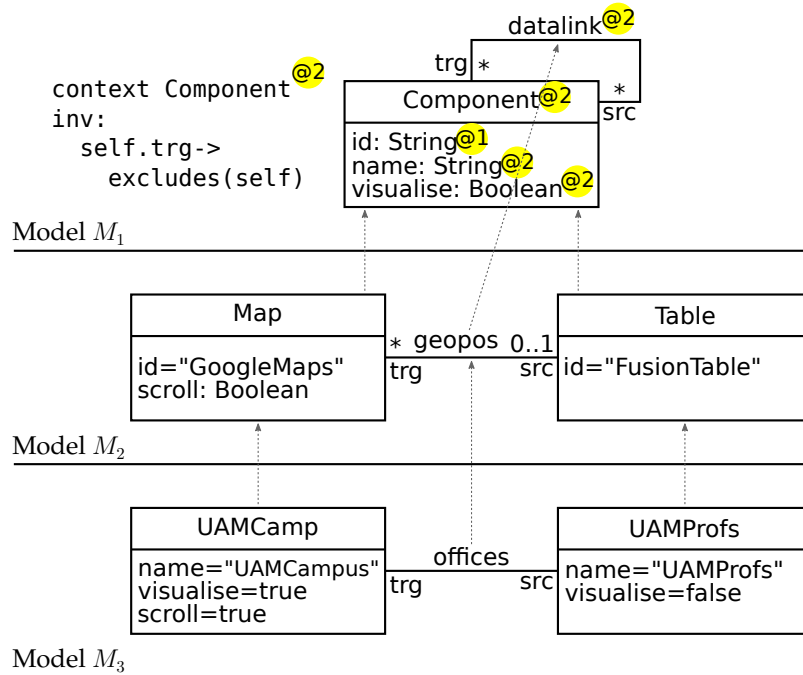 datalink@2
trg *
*
src
context Component@2
inv:
self.trg->
excludes(self)
Component@2
id: String@1
name: String@2
visualise: Boolean@2
Model M1
Map
id="GoogleMaps"
scroll: Boolean
* geopos 0..1
trg src
Table
id="FusionTable"
Model M2
UAMCamp
name="UAMCampus"
visualise=true
scroll=true
offices
trg src
UAMProfs
name="UAMProfs"
visualise=false
Model M3